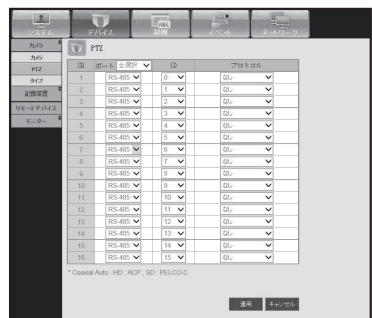 システム デバイス 録画 イベント ネットワーク
カメラ
カメラ
PTZ
ライブ
記憶装置
リモートデバイス
モニター
PTZ
CH ポート 全選択 ID プロトコル
1 RS-485 0 なし
2 RS-485 1 なし
3 RS-485 2 なし
4 RS-485 3 なし
5 RS-485 4 なし
6 RS-485 5 なし
7 RS-485 6 なし
8 RS-485 7 なし
9 RS-485 8 なし
10 RS-485 9 なし
11 RS-485 10 なし
12 RS-485 11 なし
13 RS-485 12 なし
14 RS-485 13 なし
15 RS-485 14 なし
16 RS-485 15 なし
* Coaxial Auto : HD : ACP , SD : PELCO-C
適用 キャンセル